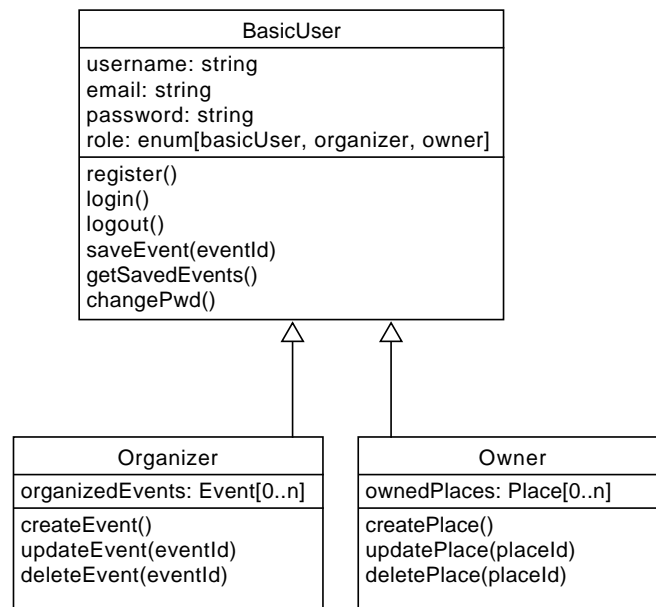 BasicUser
username: string
email: string
password: string
role: enum[basicUser, organizer, owner]
register()
login()
logout()
saveEvent(eventId)
getSavedEvents()
changePwd()
Organizer
organizedEvents: Event[0..n]
createEvent()
updateEvent(eventId)
deleteEvent(eventId)
Owner
ownedPlaces: Place[0..n]
createPlace()
updatePlace(placeId)
deletePlace(placeId)